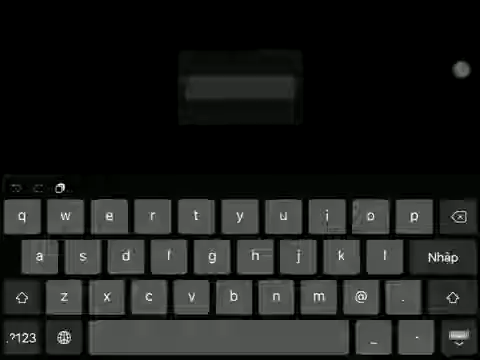 q w e r t y u i o p
a s d f g h j k l Nhập
z x c v b n m @ .
.?123 _ -